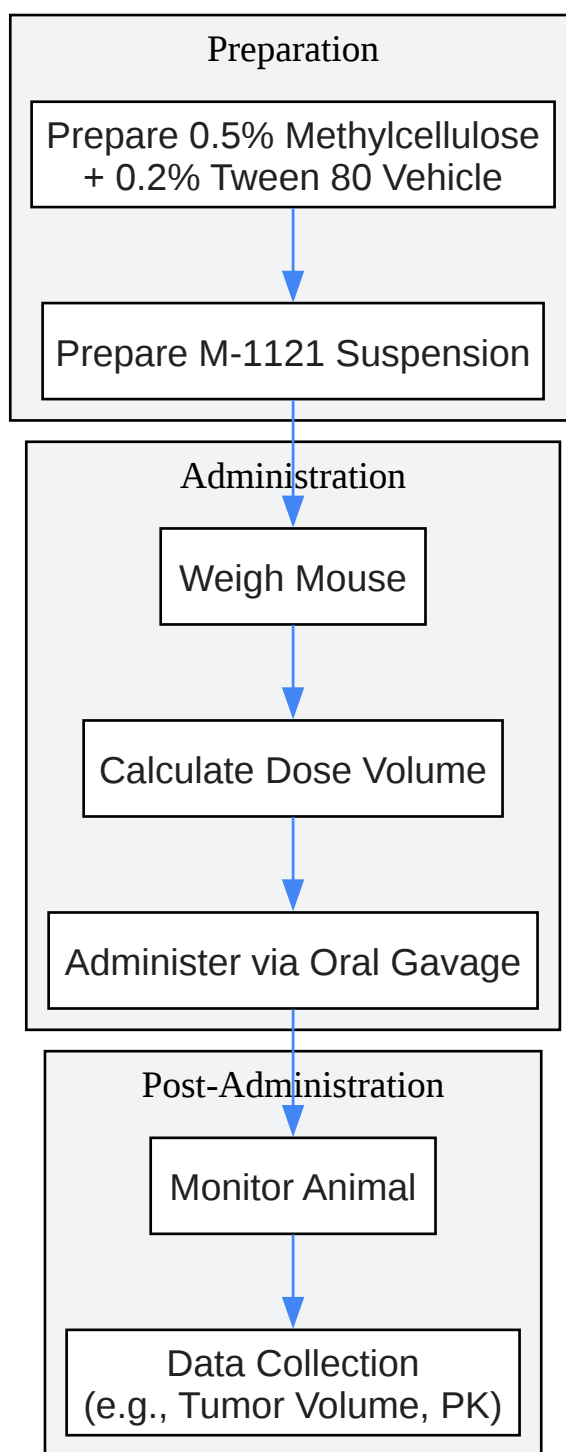 Preparation
Prepare 0.5% Methylcellulose
+ 0.2% Tween 80 Vehicle
Prepare M-1121 Suspension
Administration
Weigh Mouse
Calculate Dose Volume
Administer via Oral Gavage
Post-Administration
Monitor Animal
Data Collection
(e.g., Tumor Volume, PK)